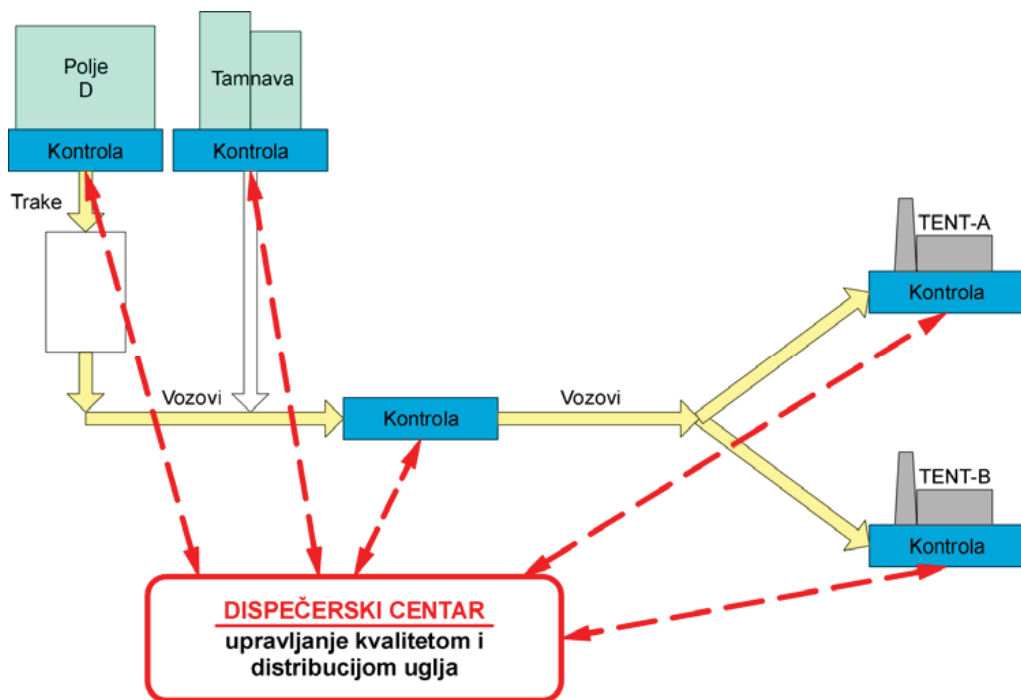 Polje
D
Tamnava
Kontrola
Kontrola
Trake
TENT-A
Kontrola
Vozovi
Kontrola
Vozovi
TENT-B
Kontrola
DISPEČERSKI CENTAR
upravljanje kvalitetom i
distribucijom uglja